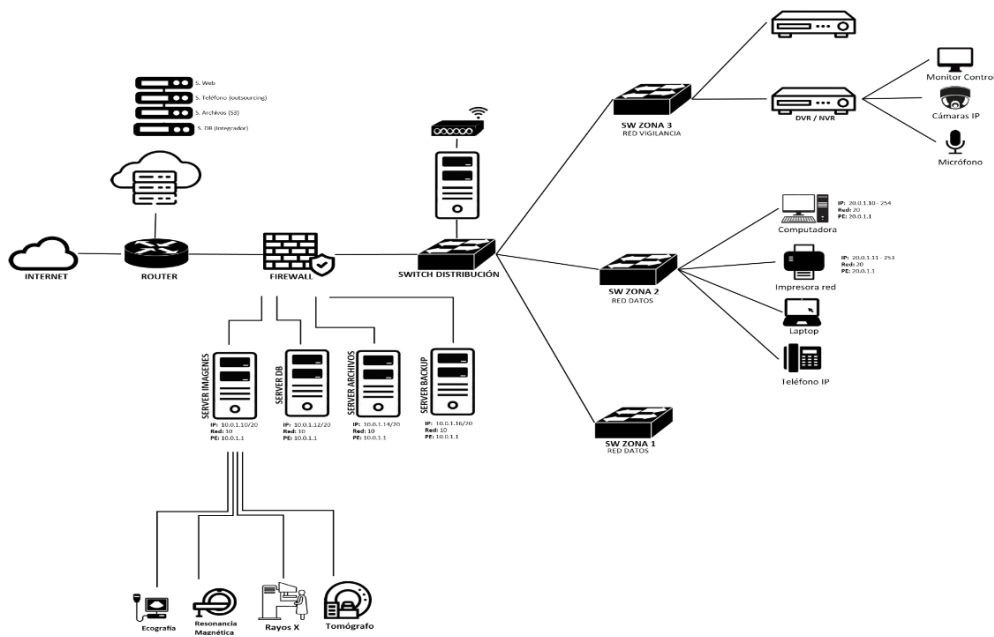 S. Web
S. Teléfono (outsourcing)
S. Archivos (S3)
S. DB (Integrador)
INTERNET
ROUTER
FIREWALL
SWITCH DISTRIBUCIÓN
SW ZONA 3
RED VIGILANCIA
DVR / NVR
Monitor Control
Cámaras IP
Micrófono
SW ZONA 2
RED DATOS
IP: 20.0.1.10 - 254
Red: 20
PE: 20.0.1.1
Computadora
IP: 20.0.1.11 - 253
Red: 20
PE: 20.0.1.1
Impresora red
Laptop
Teléfono IP
SW ZONA 1
RED DATOS
SERVER IMAGENES
IP: 10.0.1.10/20
Red: 10
PE: 10.0.1.1
SERVER DB
IP: 10.0.1.12/20
Red: 10
PE: 10.0.1.1
SERVER ARCHIVOS
IP: 10.0.1.14/20
Red: 10
PE: 10.0.1.1
SERVER BACKUP
IP: 10.0.1.16/20
Red: 10
PE: 10.0.1.1
Ecografía
Resonancia
Magnética
Rayos X
Tomógrafo